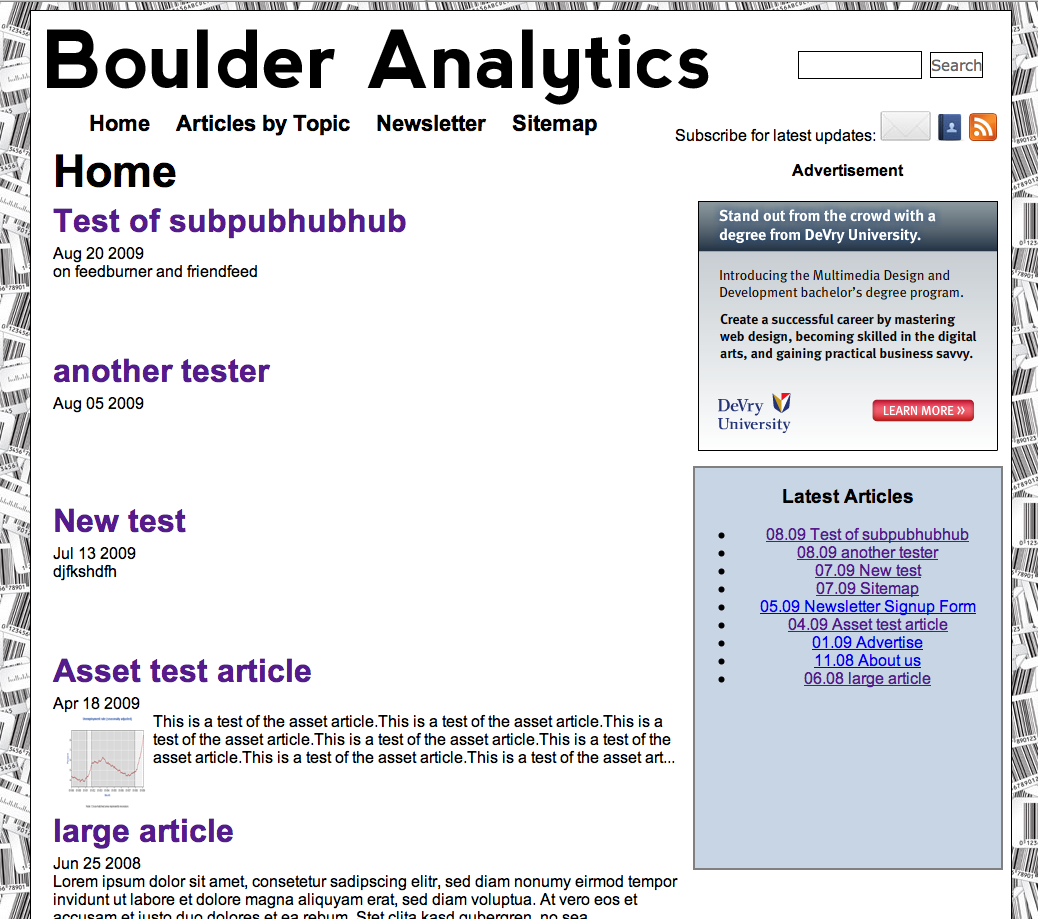 Boulder Analytics
Search
Home Articles by Topic Newsletter Sitemap
Subscribe for latest updates:
Home
Test of subpubhubhub
Aug 20 2009
on feedburner and friendfeed
another tester
Aug 05 2009
New test
Jul 13 2009
djfkshdfh
Asset test article
Apr 18 2009
This is a test of the asset article.This is a test of the asset article.This is a
test of the asset article.This is a test of the asset article.This is a test of the
asset article.This is a test of the asset article.This is a test of the asset art...
large article
Jun 25 2008
Lorem ipsum dolor sit amet, consetetur sadipscing elitr, sed diam nonumy eirmod tempor
invidunt ut labore et dolore magna aliquyam erat, sed diam voluptua. At vero eos et
accusam et justo duo dolores et ea rebum. Stet clita kasd gubergren, no sea
Advertisement
Stand out from the crowd with a
degree from DeVry University.
Introducing the Multimedia Design and
Development bachelor's degree program.
Create a successful career by mastering
web design, becoming skilled in the digital
arts, and gaining practical business savvy.
DeVry
University
LEARN MORE »
Latest Articles
08.09 Test of subpubhubhub
08.09 another tester
07.09 New test
07.09 Sitemap
05.09 Newsletter Signup Form
04.09 Asset test article
01.09 Advertise
11.08 About us
06.08 large article